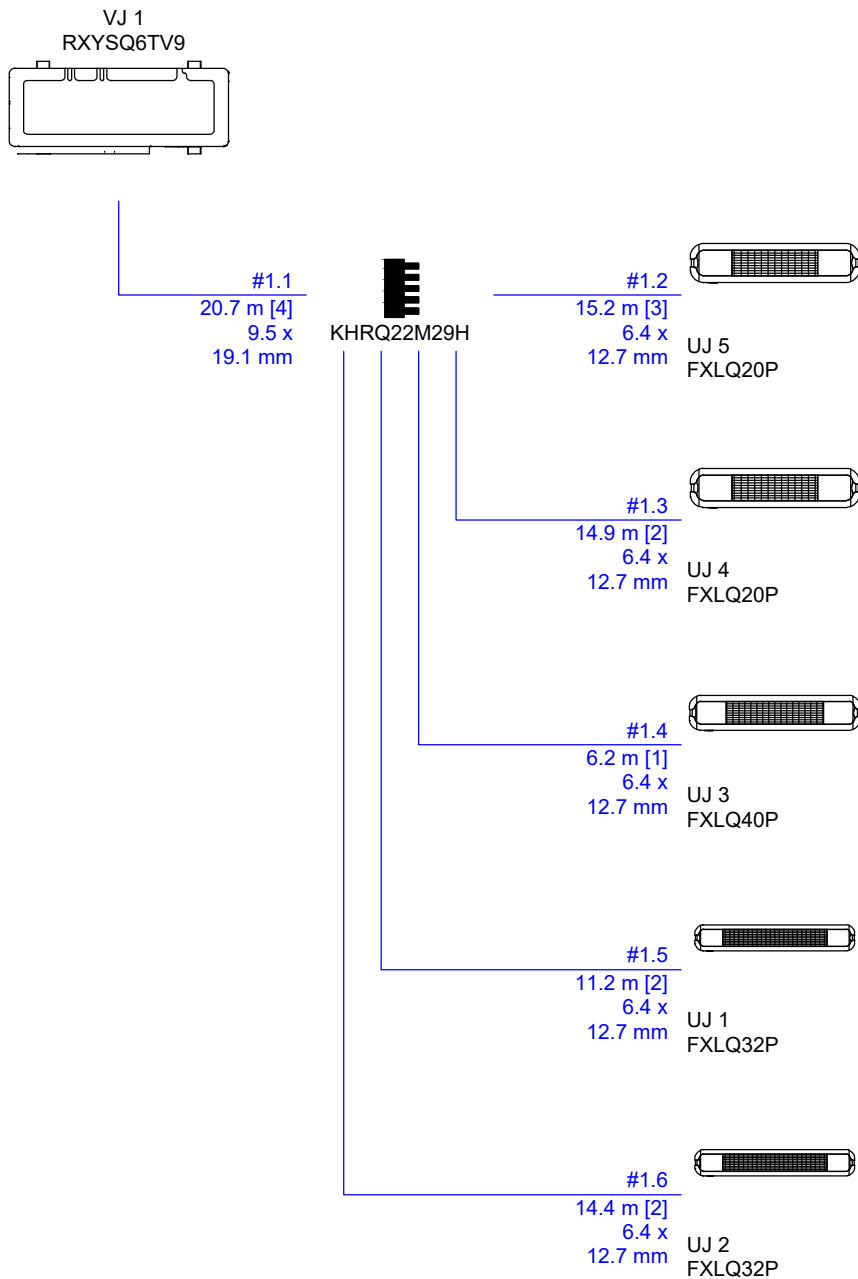 VJ 1
RXYSQ6TV9
#1.1
20.7 m [4]
9.5 x
19.1 mm
KHRQ22M29H
#1.2
15.2 m [3]
6.4 x
12.7 mm
UJ 5
FXLQ20P
#1.3
14.9 m [2]
6.4 x
12.7 mm
UJ 4
FXLQ20P
#1.4
6.2 m [1]
6.4 x
12.7 mm
UJ 3
FXLQ40P
#1.5
11.2 m [2]
6.4 x
12.7 mm
UJ 1
FXLQ32P
#1.6
14.4 m [2]
6.4 x
12.7 mm
UJ 2
FXLQ32P